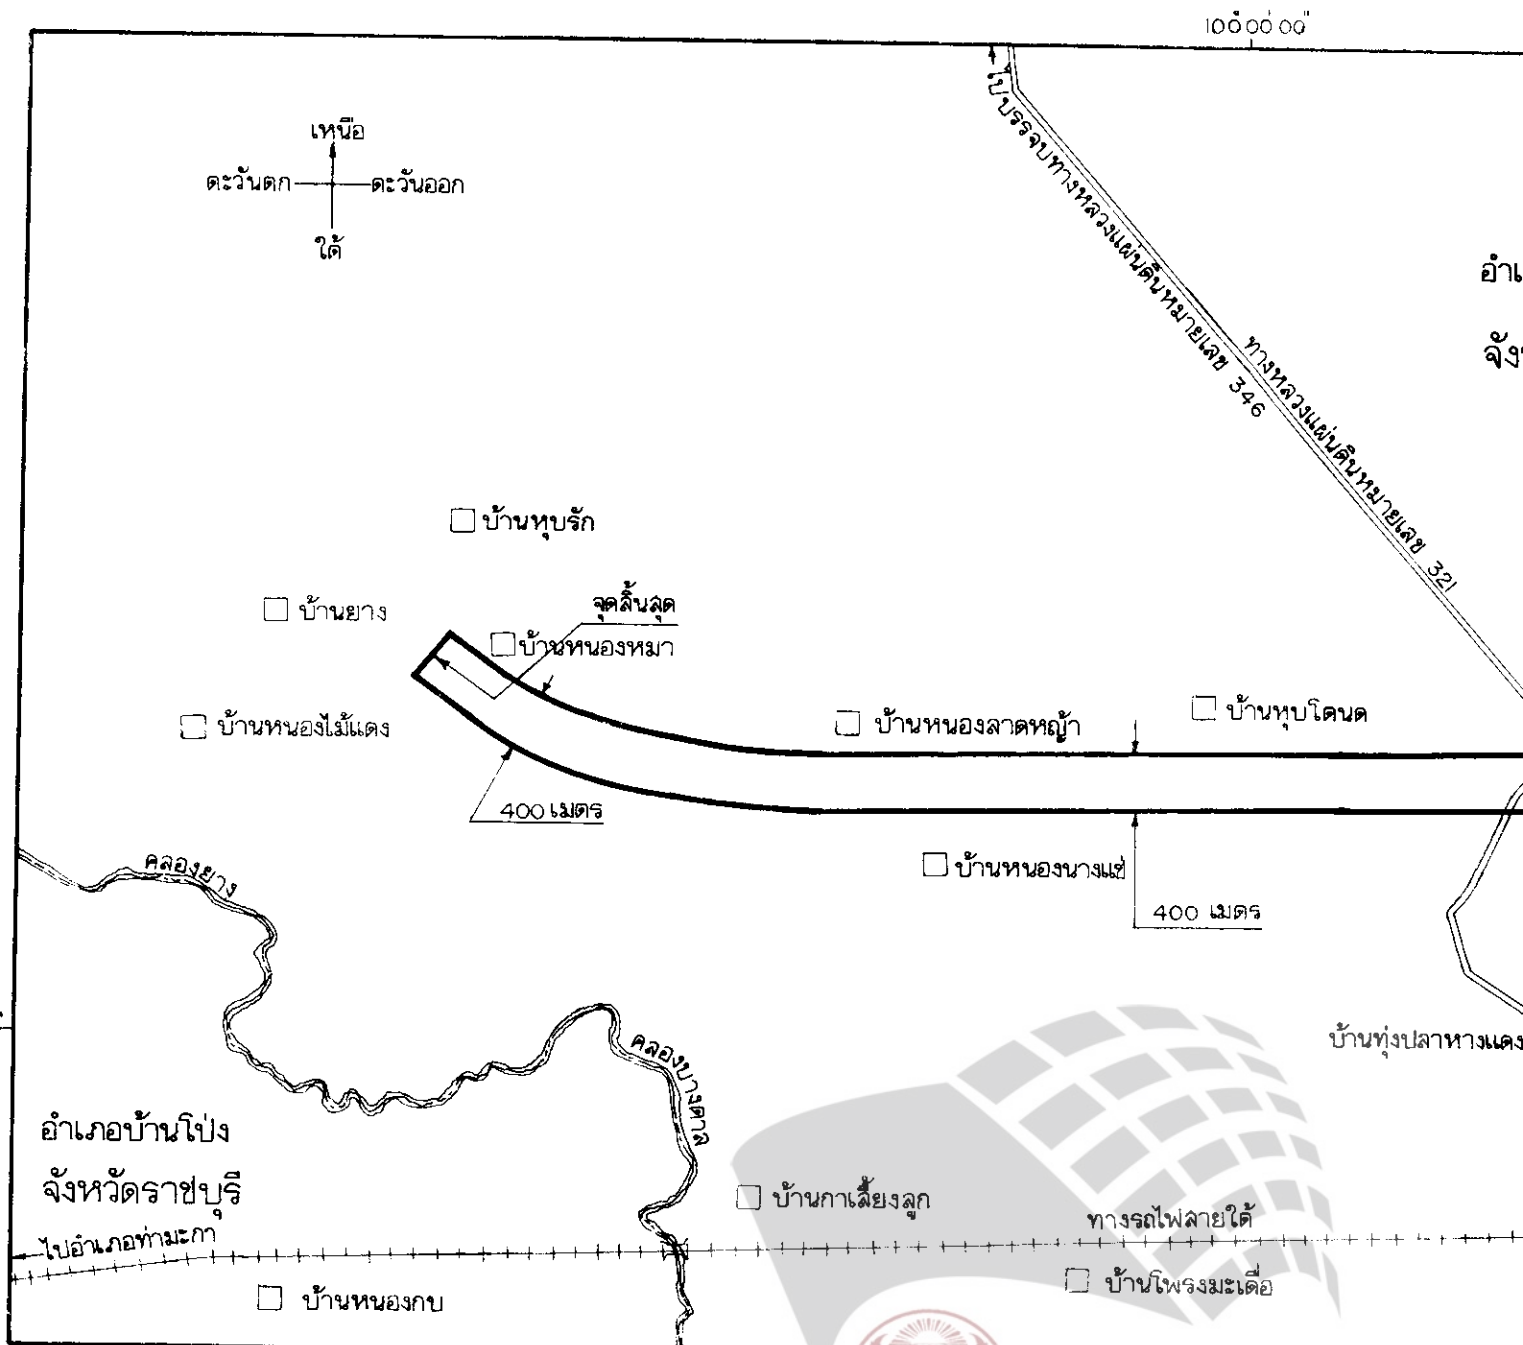 100°00'00"
เหนือ
ตะวันตก
ตะวันออก
ใต้
ไปบรรจบทางหลวงแผ่นดินหมายเลข 346
ทางหลวงแผ่นดินหมายเลข 321
บ้านหุบรัก
บ้านยาง
จุดสิ้นสุด
บ้านหนองหมา
บ้านหนองไม้แดง
บ้านหนองลาดหญ้า
บ้านหุบโตนด
400 เมตร
คลองยาง
บ้านหนองนางแช่
400 เมตร
คลองบางตาล
บ้านทุ่งปลาหางแดง
อำเภอบ้านโป่ง
จังหวัดราชบุรี
ไปอำเภอท่ามะกา
บ้านกาเลี้ยงลูก
ทางรถไฟสายใต้
บ้านหนองกบ
บ้านโพรงมะเดื่อ